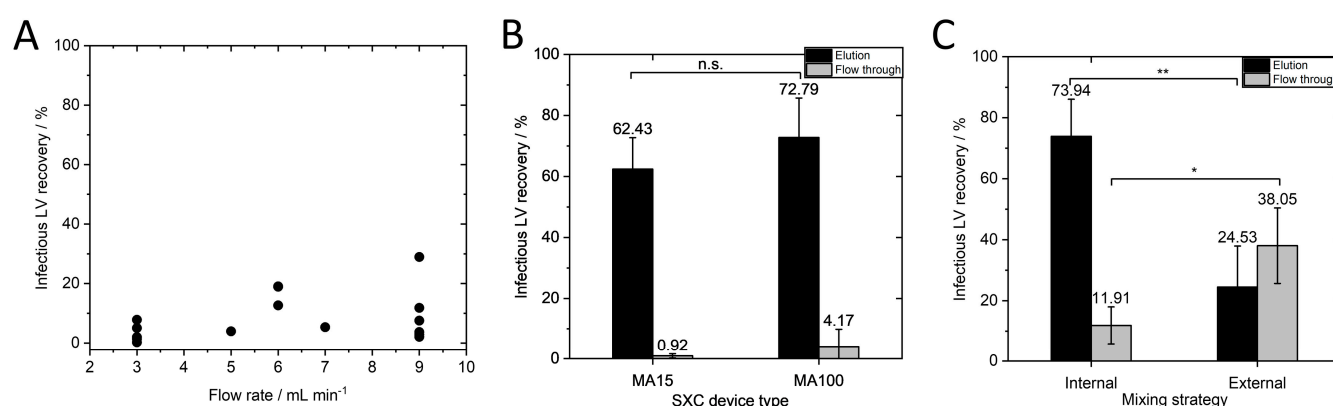 A
100
80
60
40
20
0
2 3 4 5 6 7 8 9 10
Infectious LV recovery / %
Flow rate / mL min-1
B
Elution
Flow through
n.s.
100
80
60
40
20
0
62.43
0.92
72.79
4.17
MA15 MA100
Infectious LV recovery / %
SXC device type
C
Elution
Flow throug
**
*
100
80
60
40
20
0
73.94
11.91
24.53
38.05
Internal External
Infectious LV recovery / %
Mixing strategy